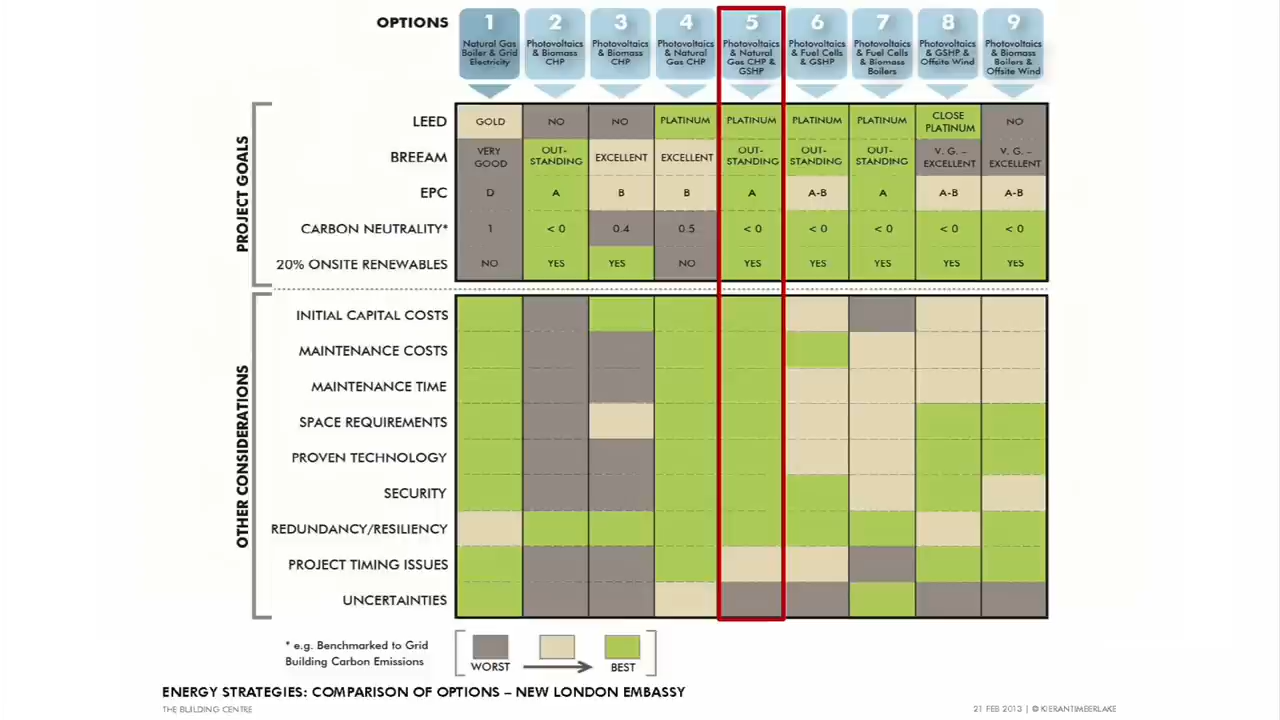 OPTIONS 1 2 3 4 5 6 7 8 9
Natural Gas Boiler & Grid Electricity
Photovoltaics & Biomass CHP
Photovoltaics & Biomass CHP
Photovoltaics & Natural Gas CHP
Photovoltaics & Natural Gas CHP & GSHP
Photovoltaics & Fuel Cells & GSHP
Photovoltaics & Fuel Cells & Biomass Boilers
Photovoltaics & GSHP & Offsite Wind
Photovoltaics & Biomass Boilers & Offsite Wind
PROJECT GOALS
LEED GOLD NO NO PLATINUM PLATINUM PLATINUM PLATINUM CLOSE PLATINUM NO
BREEAM VERY GOOD OUT-STANDING EXCELLENT EXCELLENT OUT-STANDING OUT-STANDING OUT-STANDING V. G. – EXCELLENT V. G. – EXCELLENT
EPC D A B B A A-B A A-B A-B
CARBON NEUTRALITY* 1 < 0 0.4 0.5 < 0 < 0 < 0 < 0 < 0
20% ONSITE RENEWABLES NO YES YES NO YES YES YES YES YES
OTHER CONSIDERATIONS
INITIAL CAPITAL COSTS
MAINTENANCE COSTS
MAINTENANCE TIME
SPACE REQUIREMENTS
PROVEN TECHNOLOGY
SECURITY
REDUNDANCY/RESILIENCY
PROJECT TIMING ISSUES
UNCERTAINTIES
* e.g. Benchmarked to Grid
Building Carbon Emissions
WORST BEST
ENERGY STRATEGIES: COMPARISON OF OPTIONS – NEW LONDON EMBASSY
THE BUILDING CENTRE
21 FEB 2013 | © KIERANTIMBERLAKE